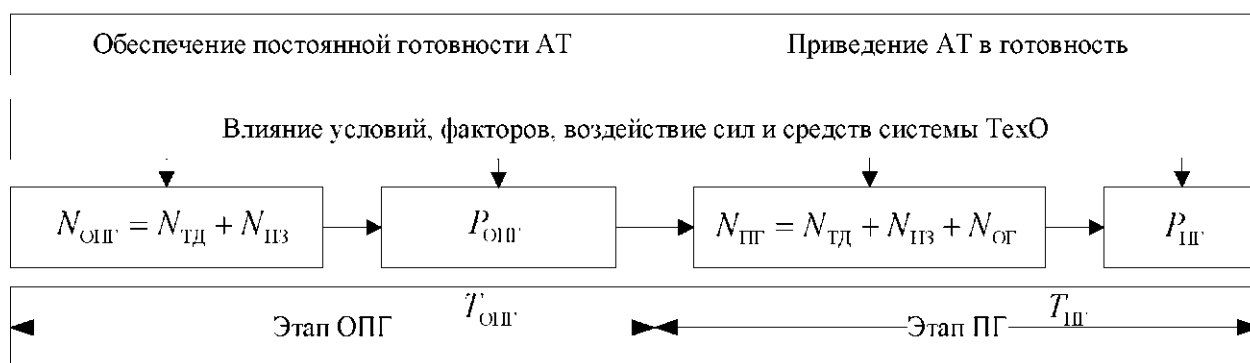 Обеспечение постоянной готовности АТ
Приведение АТ в готовность
Влияние условий, факторов, воздействие сил и средств системы ТехО
N_ОПГ = N_ТД + N_НЗ
P_ОПГ
N_ПГ = N_ТД + N_НЗ + N_ОГ
P_ПГ
T_ОПГ
T_ПГ
Этап ОПГ
Этап ПГ